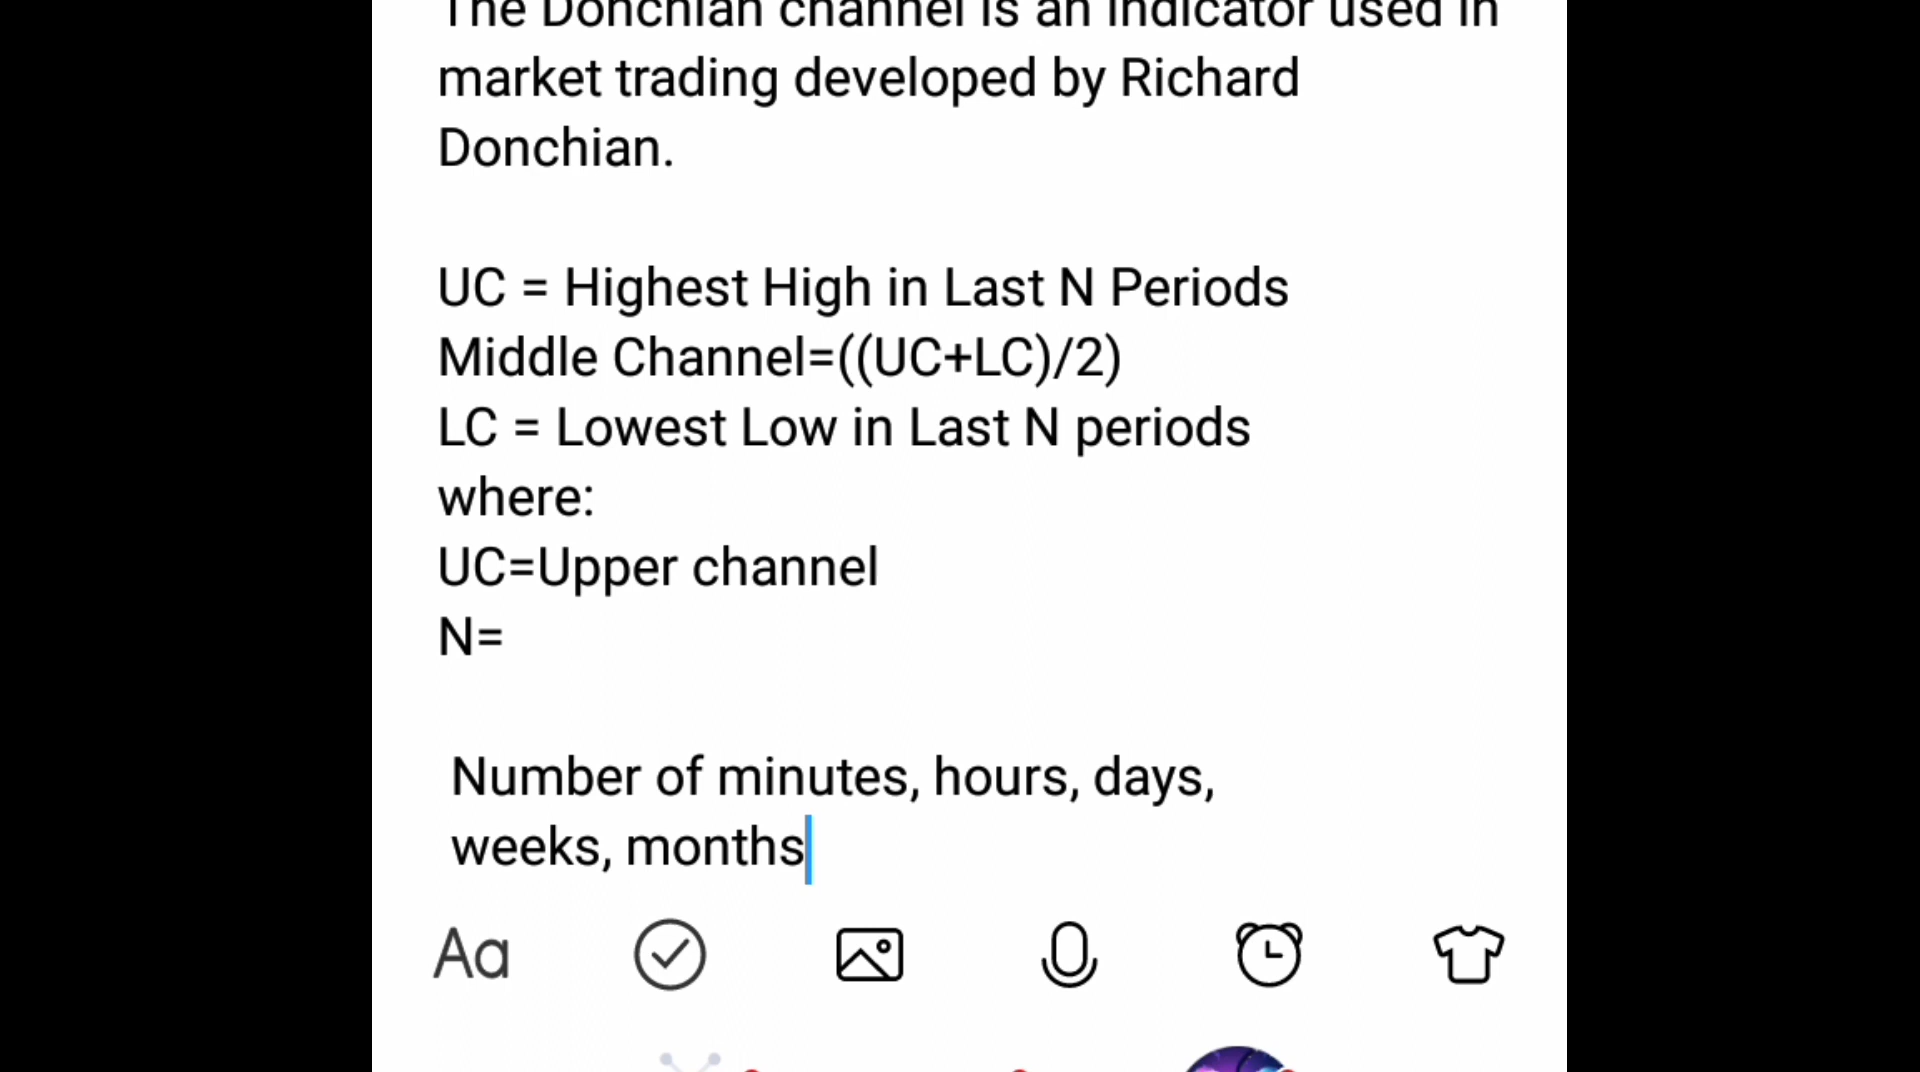 The Donchian channel is an indicator used in
market trading developed by Richard
Donchian.
UC = Highest High in Last N Periods
Middle Channel=((UC+LC)/2)
LC = Lowest Low in Last N periods
where:
UC=Upper channel
N=
Number of minutes, hours, days,
weeks, months
Aa